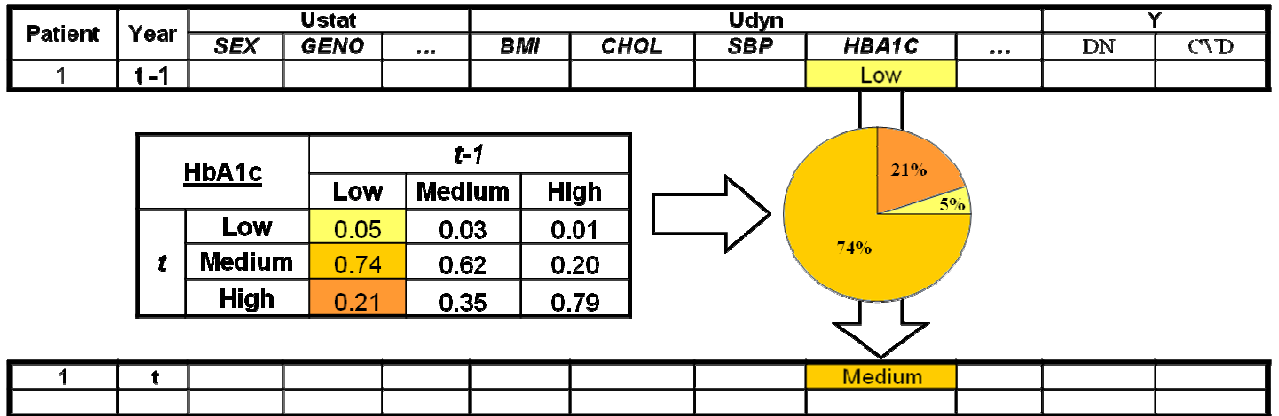 Patient Year Ustat Udyn Y
SEX GENO ... BMI CHOL SBP HBA1C ... DN CVD
1 t-1 Low
HbA1c t-1
Low Medium High
t Low 0.05 0.03 0.01
Medium 0.74 0.62 0.20
High 0.21 0.35 0.79
21%
5%
74%
1 t Medium